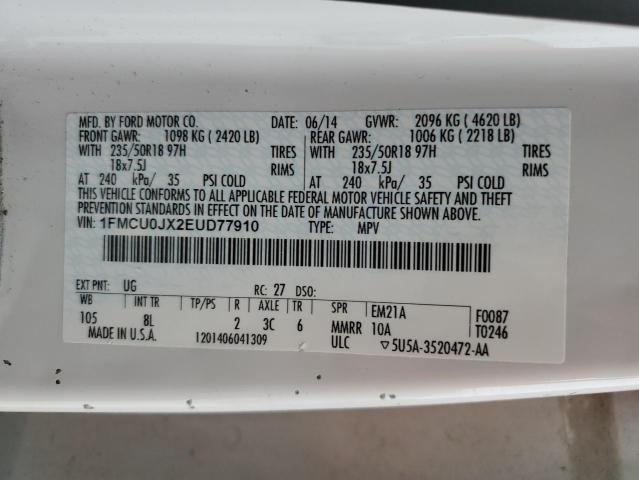 MFD. BY FORD MOTOR CO. DATE: 06/14 GVWR: 2096 KG ( 4620 LB)
FRONT GAWR: 1098 KG ( 2420 LB) REAR GAWR: 1006 KG ( 2218 LB)
WITH 235/50R18 97H TIRES WITH 235/50R18 97H TIRES
18x7.5J RIMS 18x7.5J RIMS
AT 240 kPa/ 35 PSI COLD AT 240 kPa/ 35 PSI COLD
THIS VEHICLE CONFORMS TO ALL APPLICABLE FEDERAL MOTOR VEHICLE SAFETY AND THEFT
PREVENTION STANDARDS IN EFFECT ON THE DATE OF MANUFACTURE SHOWN ABOVE.
VIN: 1FMCU0JX2EUD77910 TYPE: MPV
EXT PNT: UG RC: 27 DSO:
WB INT TR TP/PS R AXLE TR SPR EM21A F0087
105 8L 2 3C 6 MMRR 10A T0246
MADE IN U.S.A. 1201406041309 ULC ▽5U5A-3520472-AA